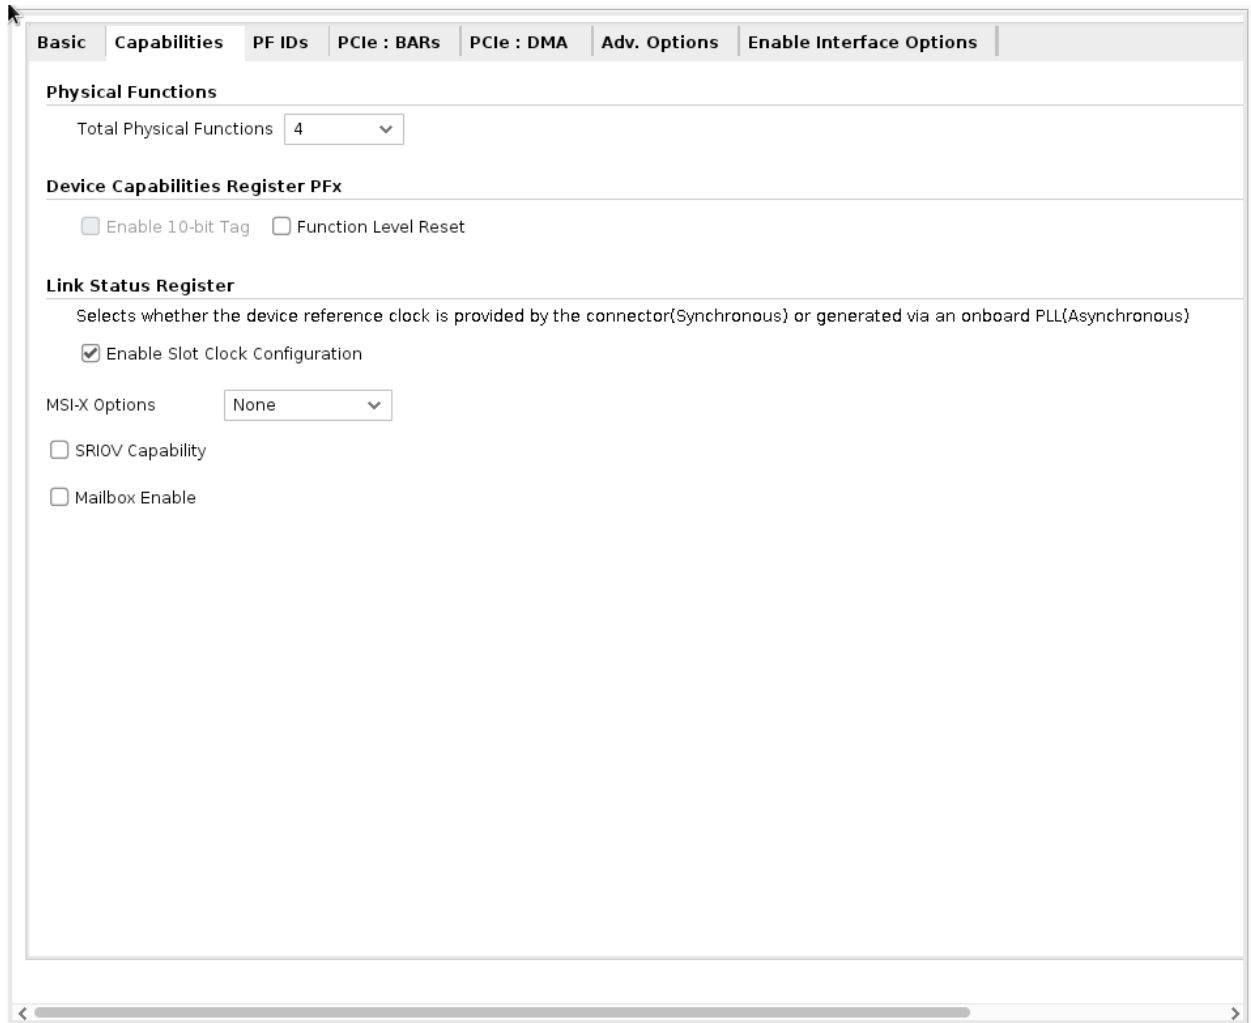 Basic Capabilities PF IDs PCIe : BARs PCIe : DMA Adv. Options Enable Interface Options
Physical Functions
Total Physical Functions 4
Device Capabilities Register PFx
Enable 10-bit Tag Function Level Reset
Link Status Register
Selects whether the device reference clock is provided by the connector(Synchronous) or generated via an onboard PLL(Asynchronous)
Enable Slot Clock Configuration
MSI-X Options None
SRIOV Capability
Mailbox Enable